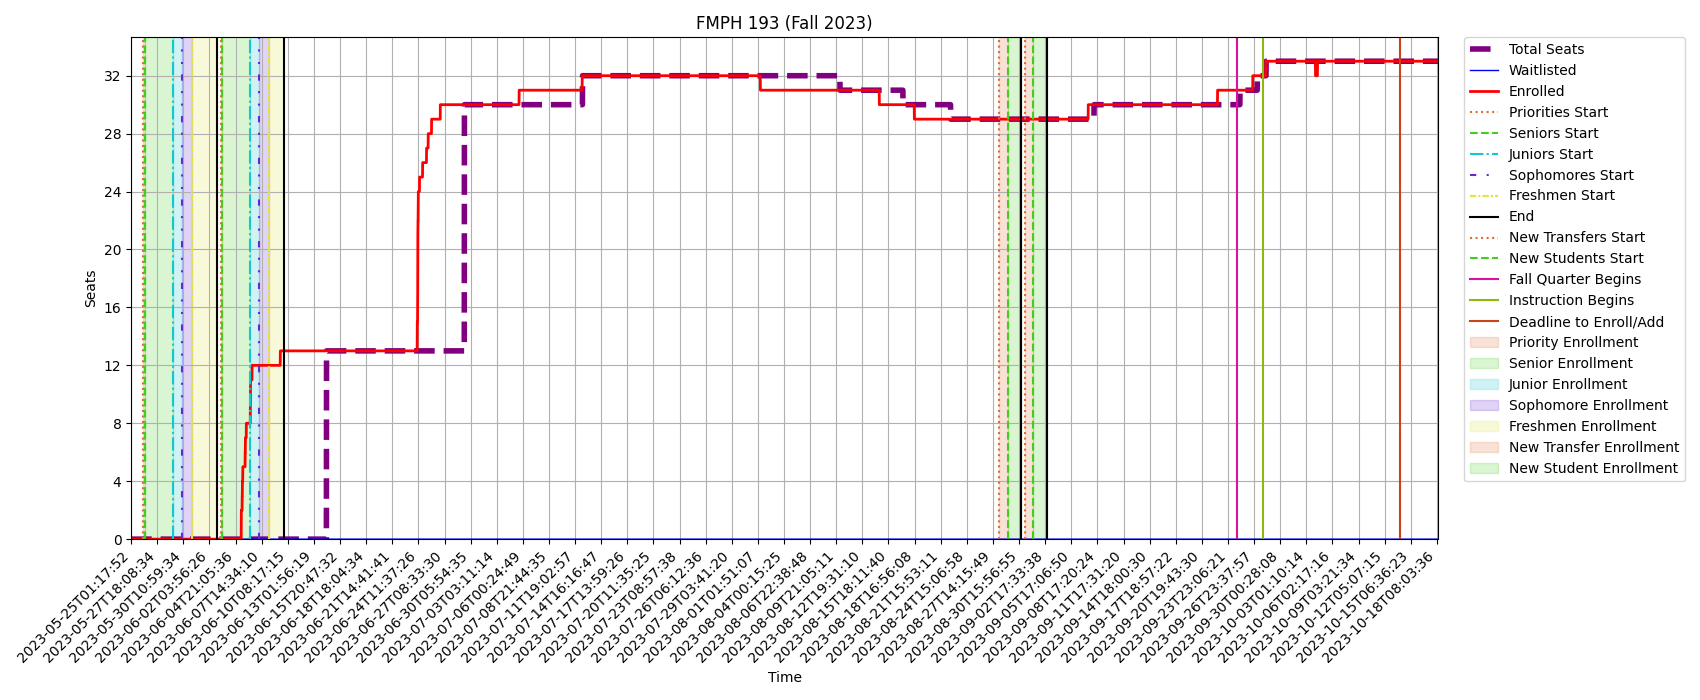 FMPH 193 (Fall 2023)
Seats
32
28
24
20
16
12
8
4
0
2023-05-25T01:17:52
2023-05-27T18:08:34
2023-05-30T10:59:34
2023-06-02T03:56:26
2023-06-04T21:05:36
2023-06-07T14:34:10
2023-06-10T08:17:15
2023-06-13T01:56:19
2023-06-15T20:47:32
2023-06-18T18:04:34
2023-06-21T14:41:41
2023-06-24T11:37:26
2023-06-27T08:33:30
2023-06-30T05:54:35
2023-07-03T03:11:14
2023-07-06T00:24:49
2023-07-08T21:44:35
2023-07-11T19:02:57
2023-07-14T16:16:47
2023-07-17T13:59:26
2023-07-20T11:35:25
2023-07-23T08:57:38
2023-07-26T06:12:36
2023-07-29T03:41:20
2023-08-01T01:51:07
2023-08-04T00:15:25
2023-08-06T22:38:48
2023-08-09T21:05:11
2023-08-12T19:31:10
2023-08-15T18:11:40
2023-08-18T16:56:08
2023-08-21T15:53:11
2023-08-24T15:06:58
2023-08-27T14:15:49
2023-08-30T15:56:55
2023-09-02T17:33:38
2023-09-05T17:06:50
2023-09-08T17:20:24
2023-09-11T17:31:20
2023-09-14T18:00:30
2023-09-17T18:57:22
2023-09-20T19:43:30
2023-09-23T23:06:21
2023-09-26T23:37:57
2023-09-30T00:28:08
2023-10-03T01:10:14
2023-10-06T02:17:16
2023-10-09T03:21:34
2023-10-12T05:07:15
2023-10-15T06:36:23
2023-10-18T08:03:36
Time
Total Seats
Waitlisted
Enrolled
Priorities Start
Seniors Start
Juniors Start
Sophomores Start
Freshmen Start
End
New Transfers Start
New Students Start
Fall Quarter Begins
Instruction Begins
Deadline to Enroll/Add
Priority Enrollment
Senior Enrollment
Junior Enrollment
Sophomore Enrollment
Freshmen Enrollment
New Transfer Enrollment
New Student Enrollment